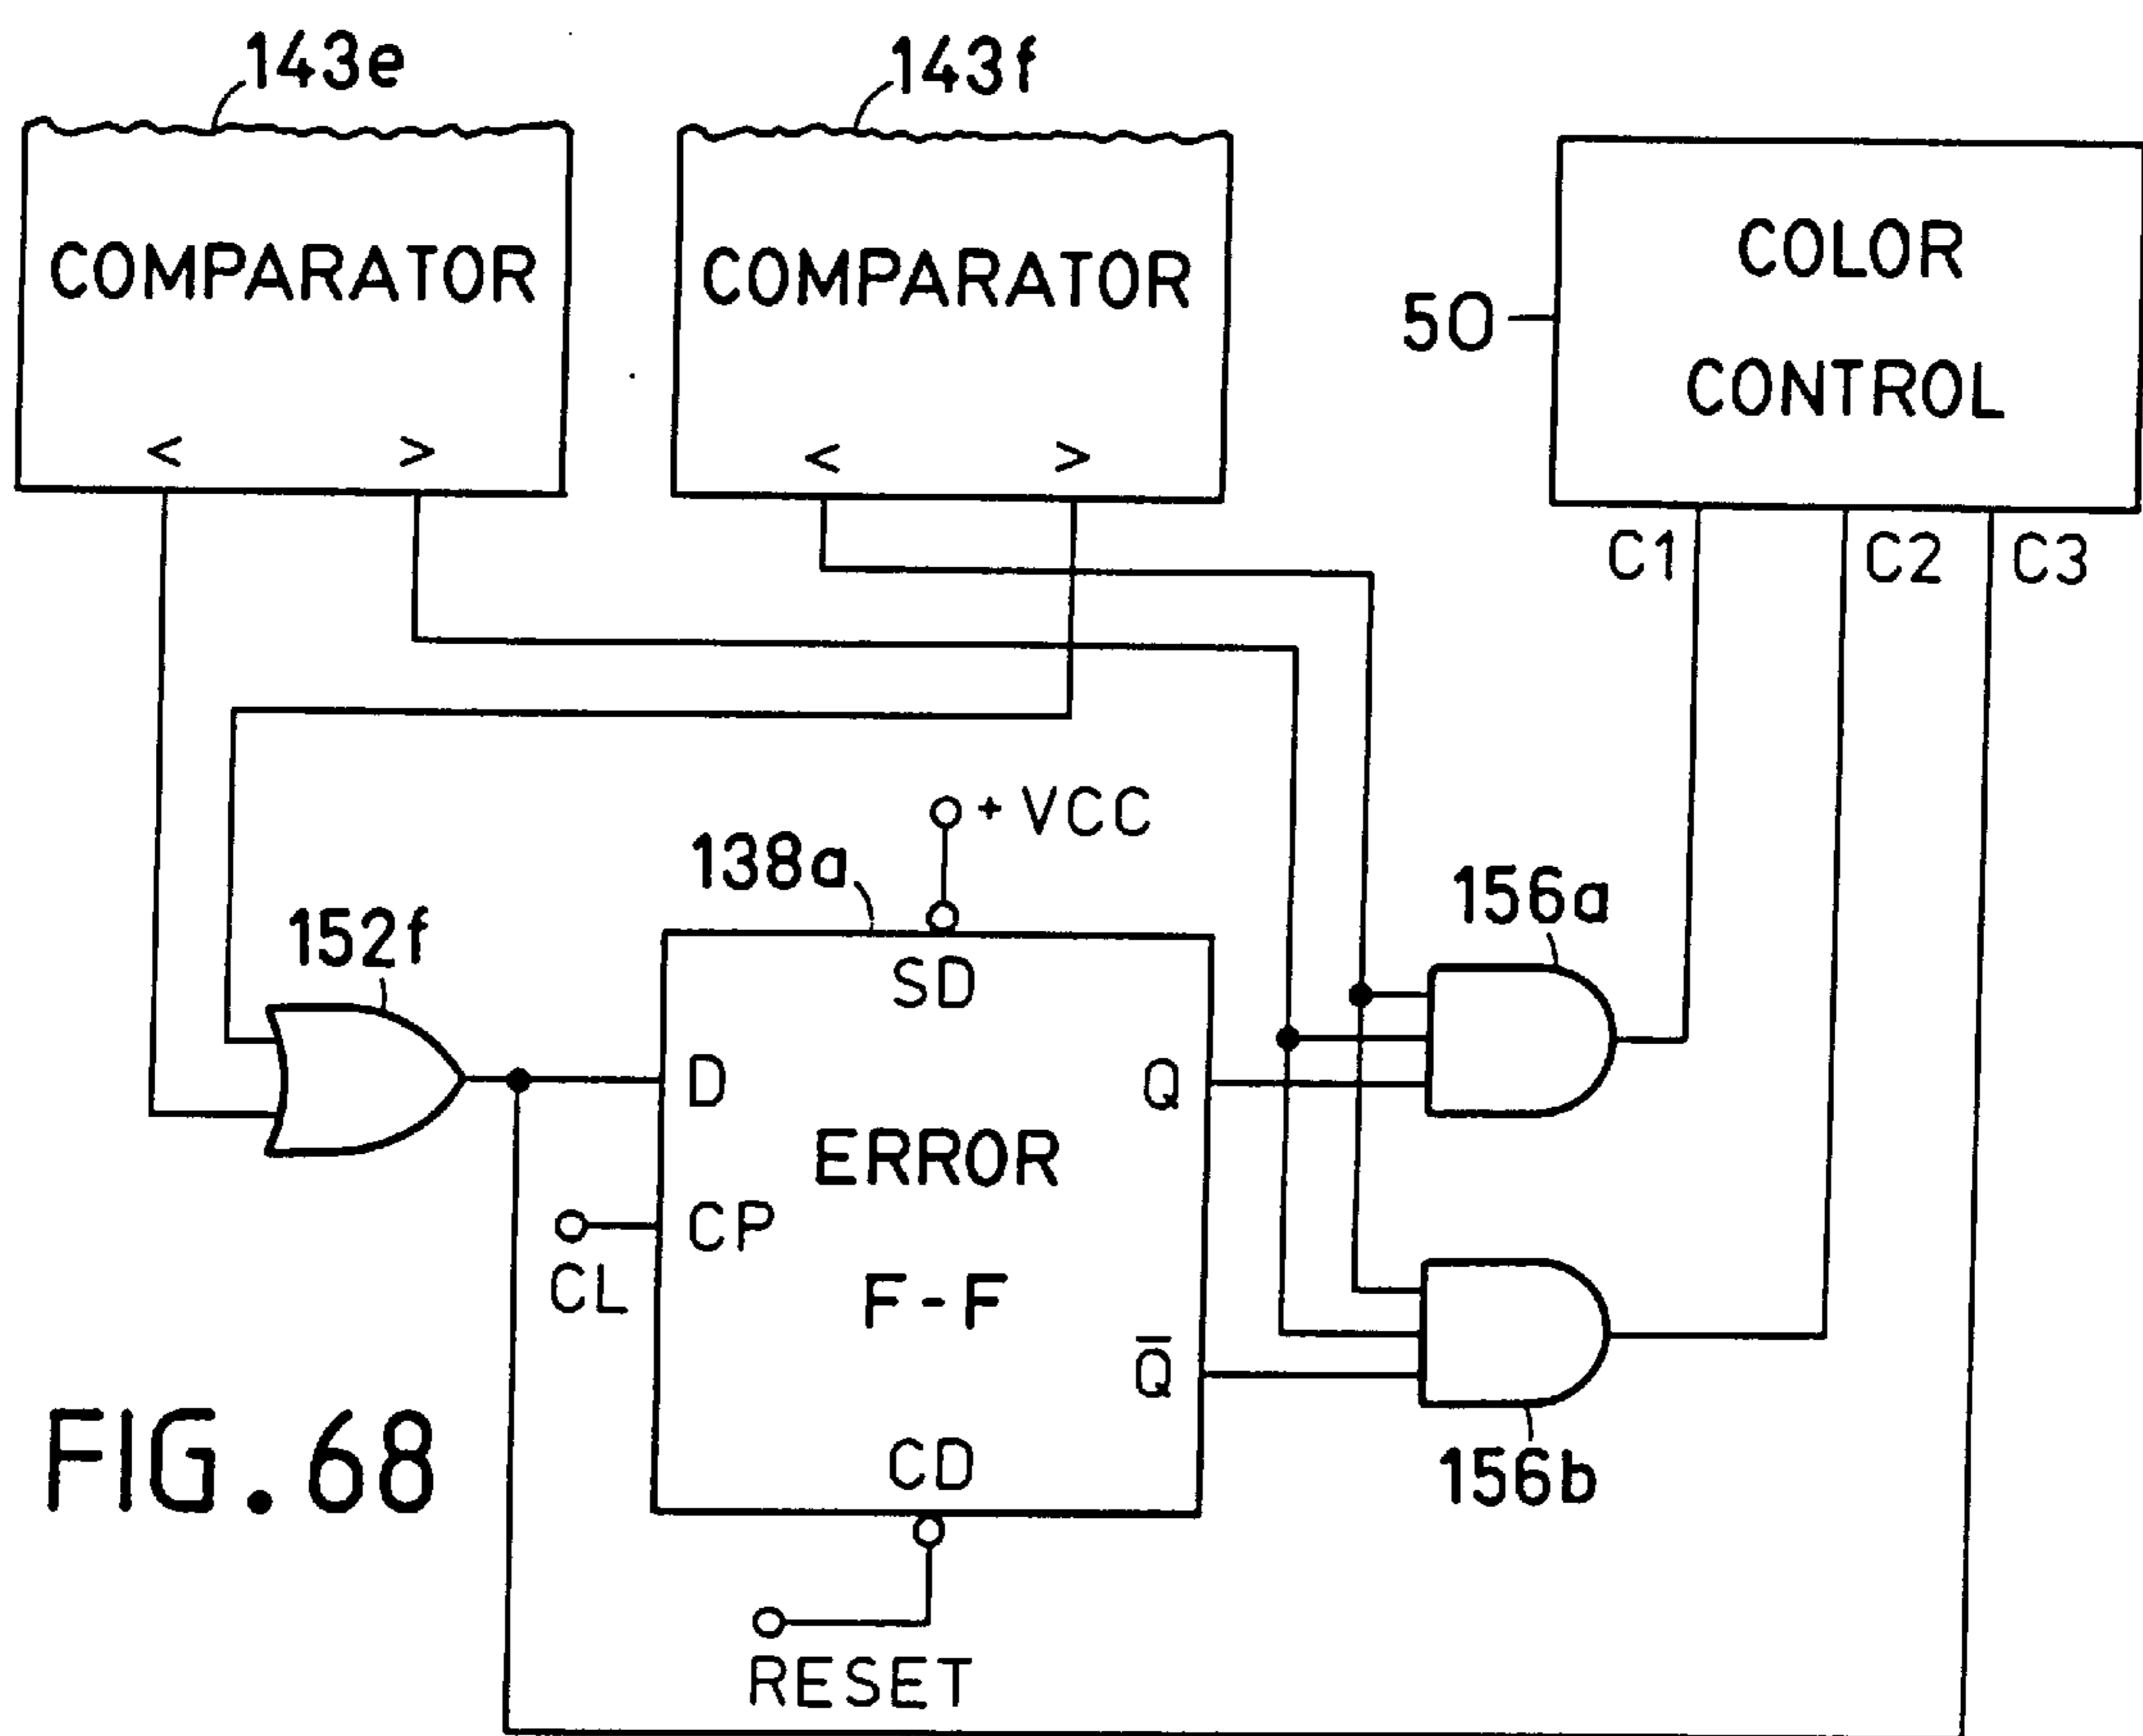 143e
143f
COMPARATOR
< >
COMPARATOR
< >
COLOR
CONTROL
50
C1
C2
C3
+ VCC
138a
152f
156a
SD
D
Q
ERROR
CP
CL
F-F
Q̅
CD
156b
RESET
FIG. 68